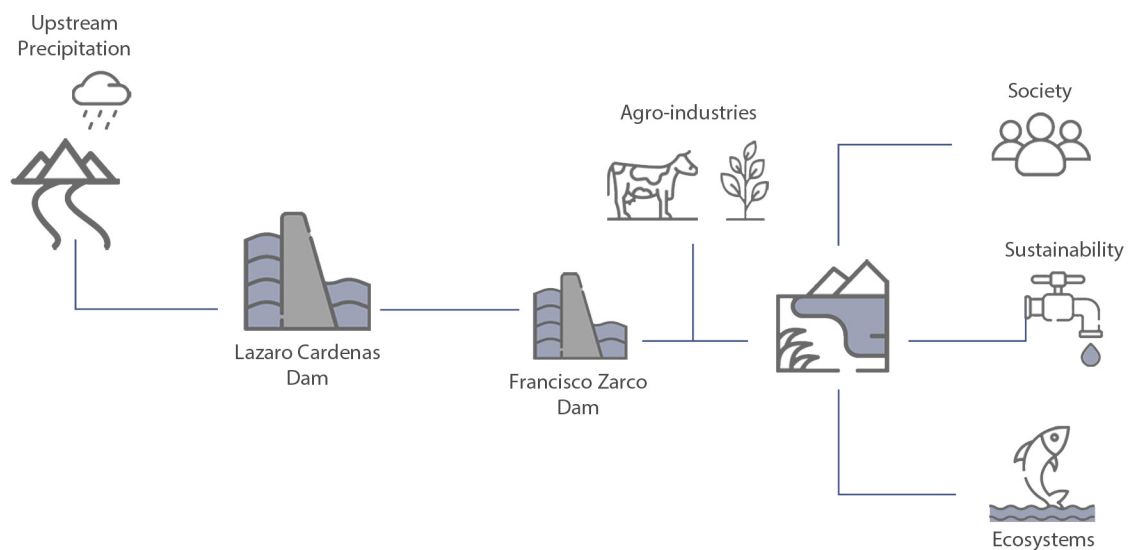 Upstream
Precipitation
Agro-industries
Society
Sustainability
Lazaro Cardenas
Dam
Francisco Zarco
Dam
Ecosystems